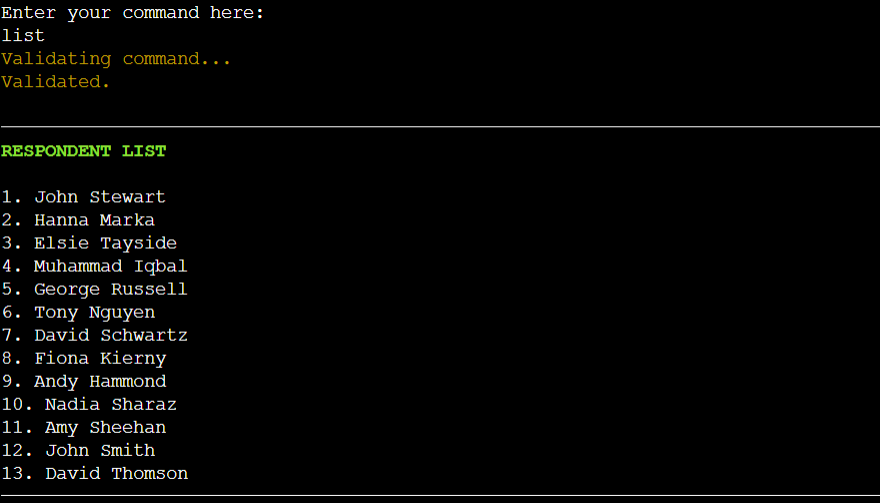 Enter your command here:
list
Validating command...
Validated.
RESPONDENT LIST
1. John Stewart
2. Hanna Marka
3. Elsie Tayside
4. Muhammad Iqbal
5. George Russell
6. Tony Nguyen
7. David Schwartz
8. Fiona Kierny
9. Andy Hammond
10. Nadia Sharaz
11. Amy Sheehan
12. John Smith
13. David Thomson